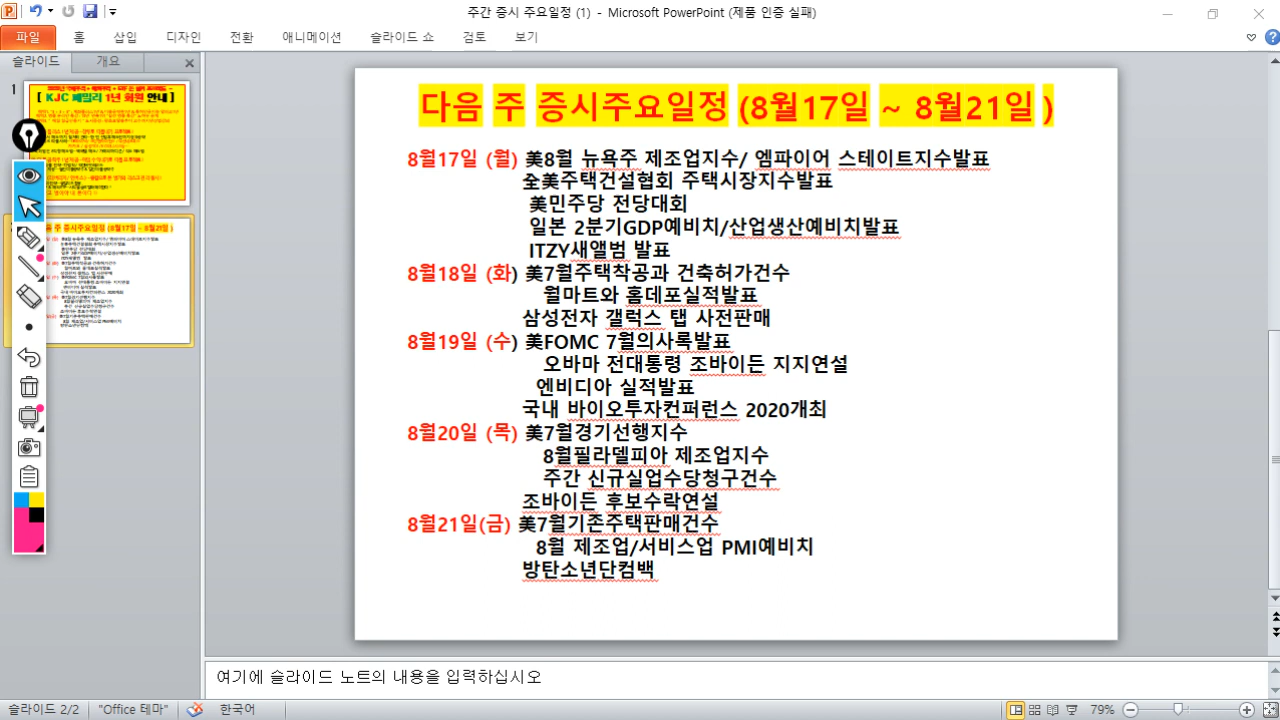 주간 증시 주요일정 (1) - Microsoft PowerPoint (제품 인증 실패)
파일 홈 삽입 디자인 전환 애니메이션 슬라이드 쇼 검토 보기
슬라이드 개요
1
[ KJC 패밀리 1년 회원 안내 ]
다음 주 증시주요일정 (8월17일 ~ 8월21일 )
8월17일 (월) 美8월 뉴욕주 제조업지수/ 엠파이어 스테이트지수발표
全美주택건설협회 주택시장지수발표
美민주당 전당대회
일본 2분기GDP예비치/산업생산예비치발표
ITZY새앨범 발표
8월18일 (화) 美7월주택착공과 건축허가건수
월마트와 홈데포실적발표
삼성전자 갤럭스 탭 사전판매
8월19일 (수) 美FOMC 7월의사록발표
오바마 전대통령 조바이든 지지연설
엔비디아 실적발표
국내 바이오투자컨퍼런스 2020개최
8월20일 (목) 美7월경기선행지수
8월필라델피아 제조업지수
주간 신규실업수당청구건수
조바이든 후보수락연설
8월21일(금) 美7월기존주택판매건수
8월 제조업/서비스업 PMI예비치
방탄소년단컴백
여기에 슬라이드 노트의 내용을 입력하십시오
슬라이드 2/2 "Office 테마" 한국어 79%